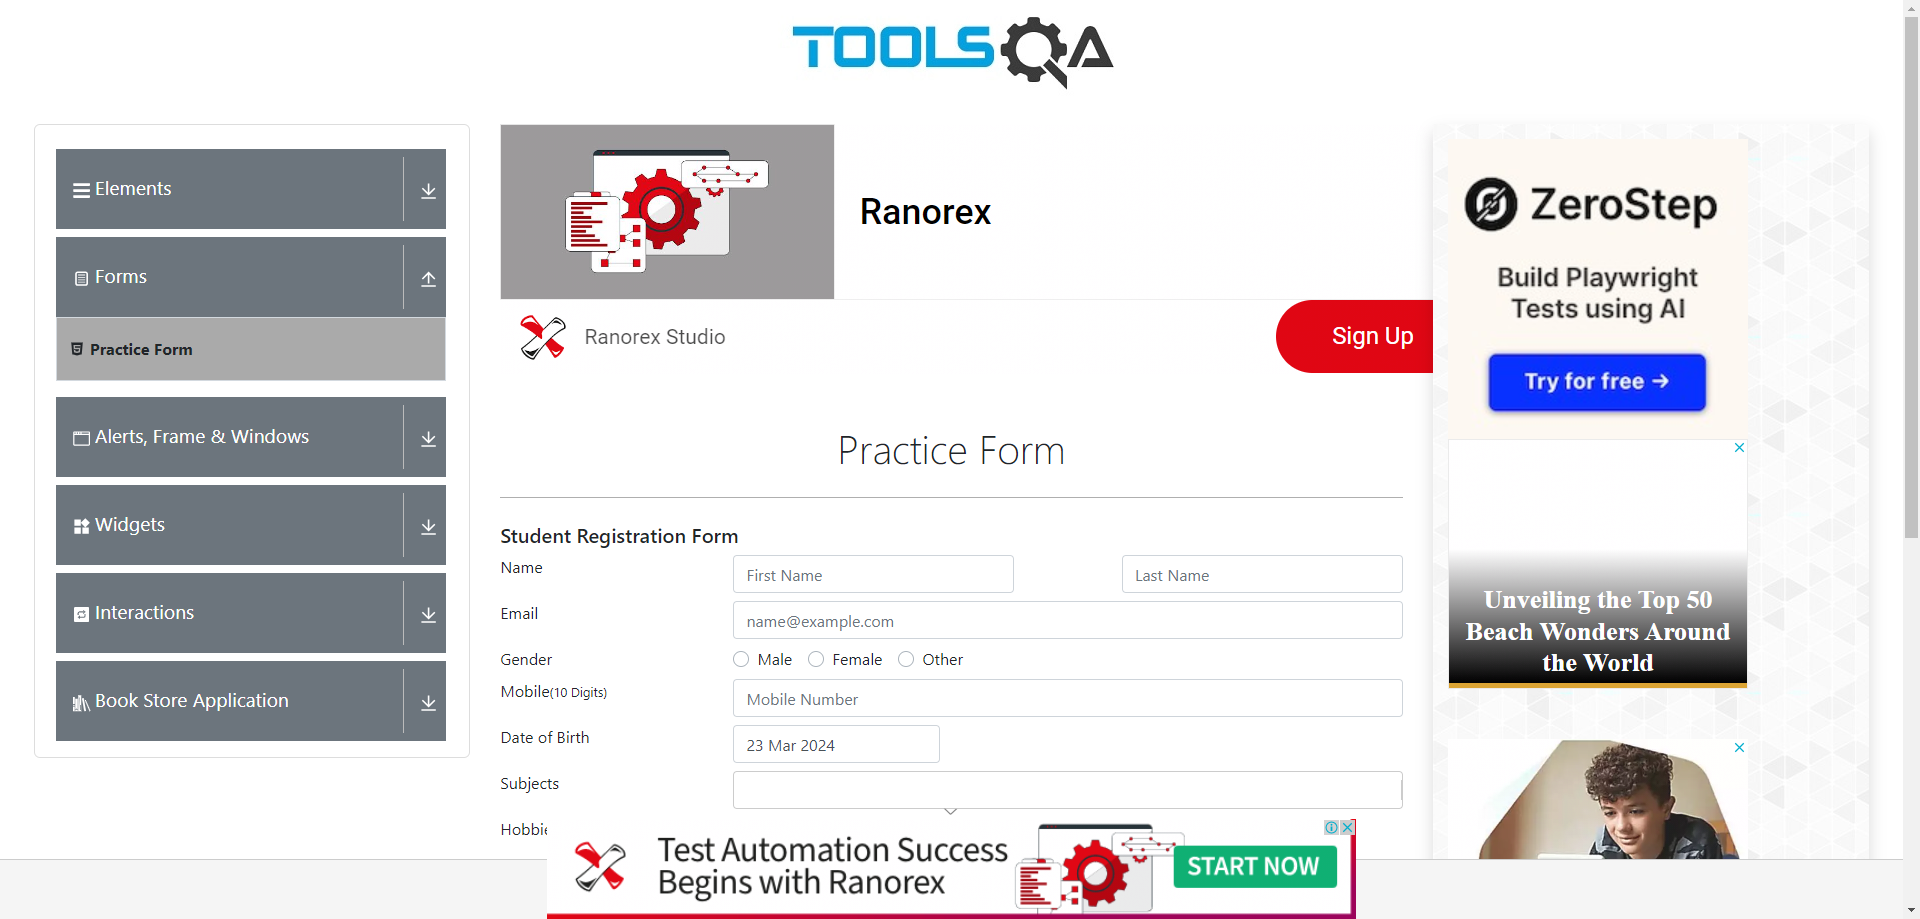 TOOLSQA
Elements
Forms
Practice Form
Alerts, Frame & Windows
Widgets
Interactions
Book Store Application
Ranorex
Ranorex Studio
Sign Up
Practice Form
Student Registration Form
Name
First Name
Last Name
Email
name@example.com
Gender
Male
Female
Other
Mobile(10 Digits)
Mobile Number
Date of Birth
23 Mar 2024
Subjects
ZeroStep
Build Playwright
Tests using AI
Try for free →
Unveiling the Top 50
Beach Wonders Around
the World
Test Automation Success
Begins with Ranorex
START NOW